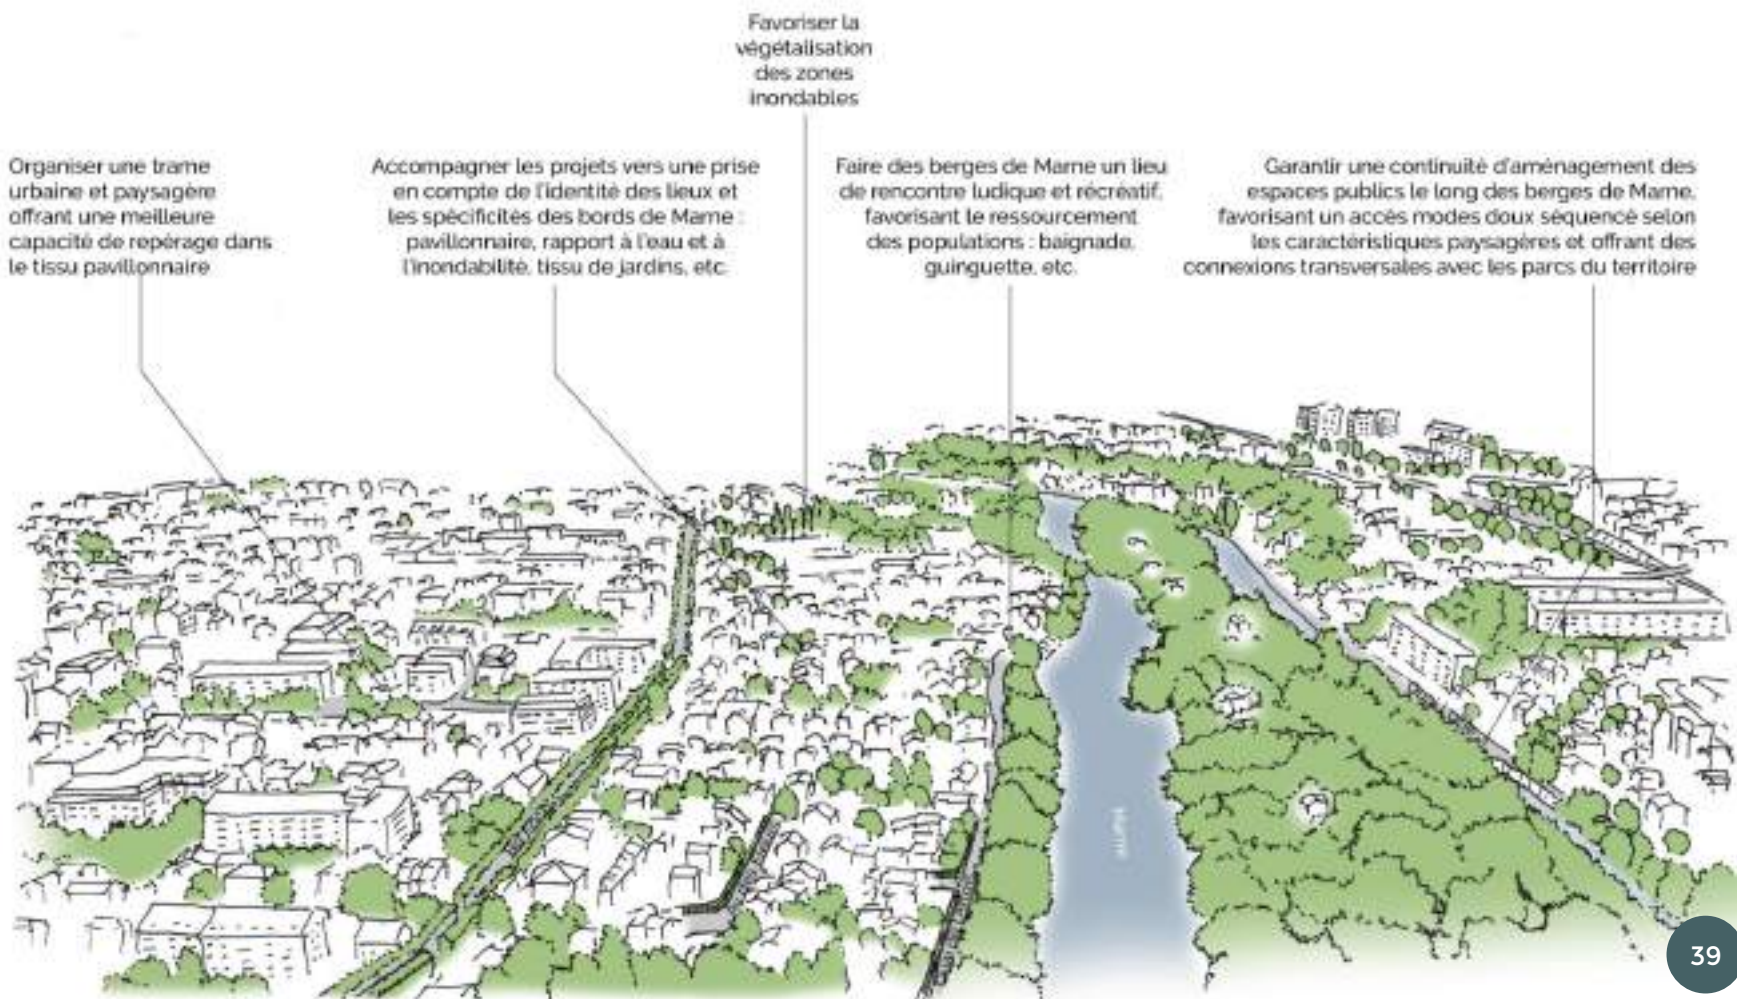 Favoriser la
végétalisation
des zones
inondables
Organiser une trame
urbaine et paysagère
offrant une meilleure
capacité de repérage dans
le tissu pavillonnaire
Accompagner les projets vers une prise
en compte de l'identité des lieux et
les spécificités des bords de Marne :
pavillonnaire, rapport à l'eau et à
l'inondabilité, tissu de jardins, etc.
Faire des berges de Marne un lieu
de rencontre ludique et récréatif,
favorisant le ressourcement
des populations : baignade,
guinguette, etc.
Garantir une continuité d'aménagement des
espaces publics le long des berges de Marne,
favorisant un accès modes doux séquencé selon
les caractéristiques paysagères et offrant des
connexions transversales avec les parcs du territoire
Marne
39